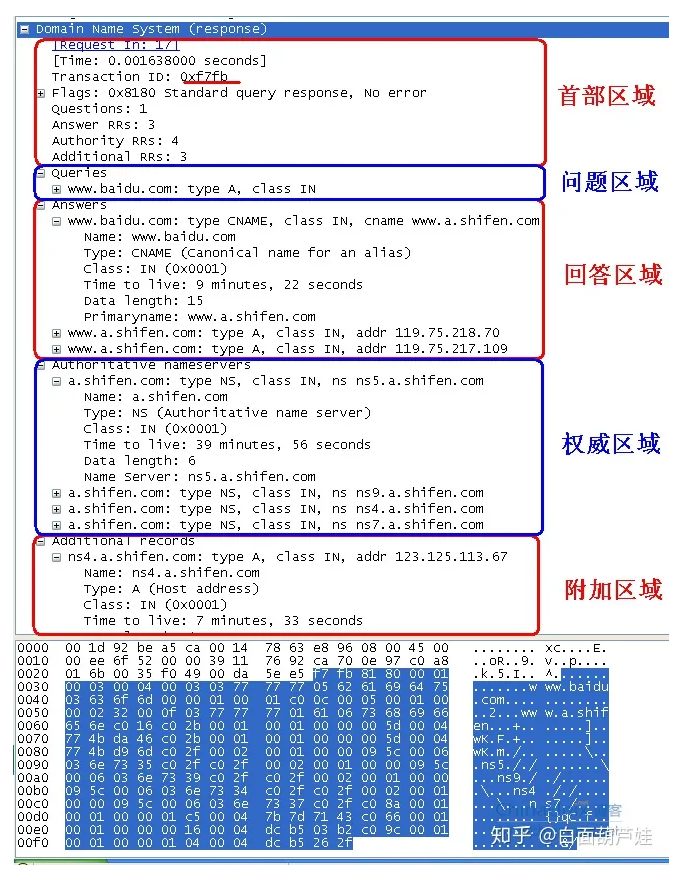 Domain Name System (response)
[Request In: 17]
[Time: 0.001638000 seconds]
Transaction ID: 0xf7fb
Flags: 0x8180 Standard query response, No error
Questions: 1
Answer RRs: 3
Authority RRs: 4
Additional RRs: 3
首部区域
Queries
www.baidu.com: type A, class IN
问题区域
Answers
www.baidu.com: type CNAME, class IN, cname www.a.shifen.com
Name: www.baidu.com
Type: CNAME (Canonical name for an alias)
Class: IN (0x0001)
Time to live: 9 minutes, 22 seconds
Data length: 15
Primaryname: www.a.shifen.com
www.a.shifen.com: type A, class IN, addr 119.75.218.70
www.a.shifen.com: type A, class IN, addr 119.75.217.109
回答区域
Authoritative nameservers
a.shifen.com: type NS, class IN, ns ns5.a.shifen.com
Name: a.shifen.com
Type: NS (Authoritative name server)
Class: IN (0x0001)
Time to live: 39 minutes, 56 seconds
Data length: 6
Name Server: ns5.a.shifen.com
a.shifen.com: type NS, class IN, ns ns9.a.shifen.com
a.shifen.com: type NS, class IN, ns ns4.a.shifen.com
a.shifen.com: type NS, class IN, ns ns7.a.shifen.com
权威区域
Additional records
ns4.a.shifen.com: type A, class IN, addr 123.125.113.67
Name: ns4.a.shifen.com
Type: A (Host address)
Class: IN (0x0001)
Time to live: 7 minutes, 33 seconds
附加区域
0000 00 1d 92 be a5 ca 00 14 78 63 e8 96 08 00 45 00 ........ xc....E.
0010 00 ee 6f 52 00 00 39 11 76 92 ca 70 0e 97 c0 a8 ..oR..9. v..p....
0020 01 6b 00 35 f0 49 00 da 5e e5 f7 fb 81 80 00 01 .k.5.I.. ^.......
0030 00 03 00 04 00 03 03 77 77 77 05 62 61 69 64 75 .......w ww.baidu
0040 03 63 6f 6d 00 00 01 00 01 c0 0c 00 05 00 01 00 .com.... ........
0050 00 02 32 00 0f 03 77 77 77 01 61 06 73 68 69 66 ..2...ww w.a.shif
0060 65 6e c0 16 c0 2b 00 01 00 01 00 00 00 5d 00 04 en...+.. .....]..
0070 77 4b da 46 c0 2b 00 01 00 01 00 00 00 5d 00 04 wK.F.+.. .....]..
0080 77 4b d9 6d c0 2f 00 02 00 01 00 00 09 5c 00 06 wK.m./.. .....\..
0090 03 6e 73 35 c0 2f c0 2f 00 02 00 01 00 00 09 5c .ns5././ .......\
00a0 00 06 03 6e 73 39 c0 2f c0 2f 00 02 00 01 00 00 ...ns9./ ./......
00b0 09 5c 00 06 03 6e 73 34 c0 2f c0 2f 00 02 00 01 .\...ns4 ././....
00c0 00 00 09 5c 00 06 03 6e 73 37 c0 2f c0 8a 00 01
00d0 00 01 00 00 01 c5 00 04 7b 7d 71 43 c0 66 00 01
00e0 00 01 00 00 00 16 00 04 dc b5 03 b2 c0 9c 00 01
00f0 00 01 00 00 01 04 00 04 dc b5 26 2f
知乎 @白面葫芦娃